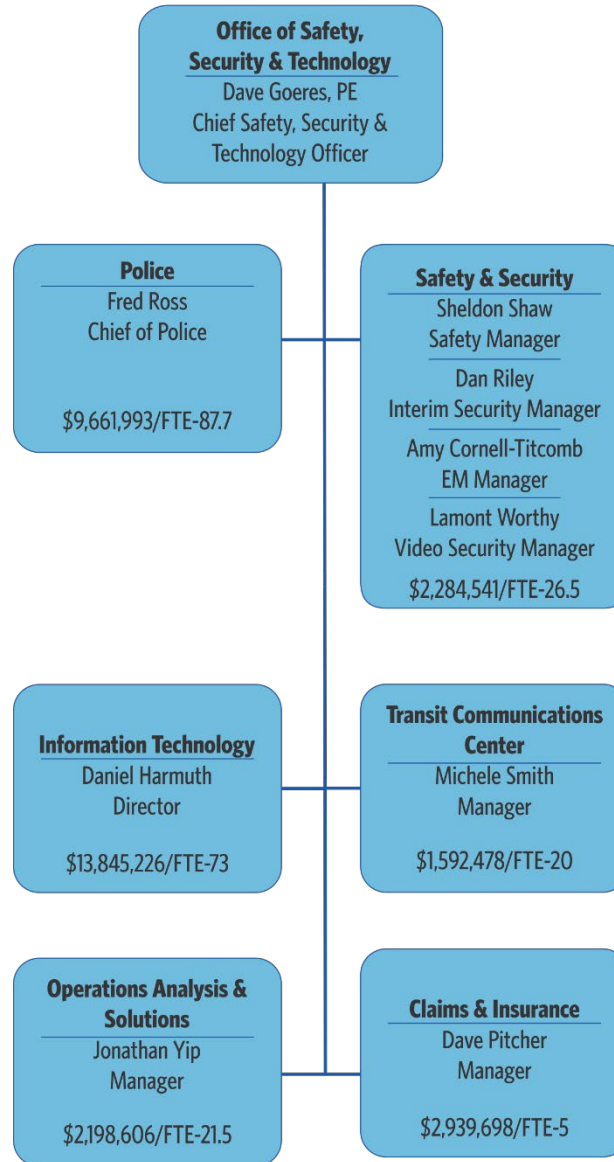 Office of Safety,
Security & Technology
Dave Goeres, PE
Chief Safety, Security &
Technology Officer
Police
Fred Ross
Chief of Police
$9,661,993/FTE-87.7
Safety & Security
Sheldon Shaw
Safety Manager
Dan Riley
Interim Security Manager
Amy Cornell-Titcomb
EM Manager
Lamont Worthy
Video Security Manager
$2,284,541/FTE-26.5
Information Technology
Daniel Harmuth
Director
$13,845,226/FTE-73
Transit Communications
Center
Michele Smith
Manager
$1,592,478/FTE-20
Operations Analysis &
Solutions
Jonathan Yip
Manager
$2,198,606/FTE-21.5
Claims & Insurance
Dave Pitcher
Manager
$2,939,698/FTE-5